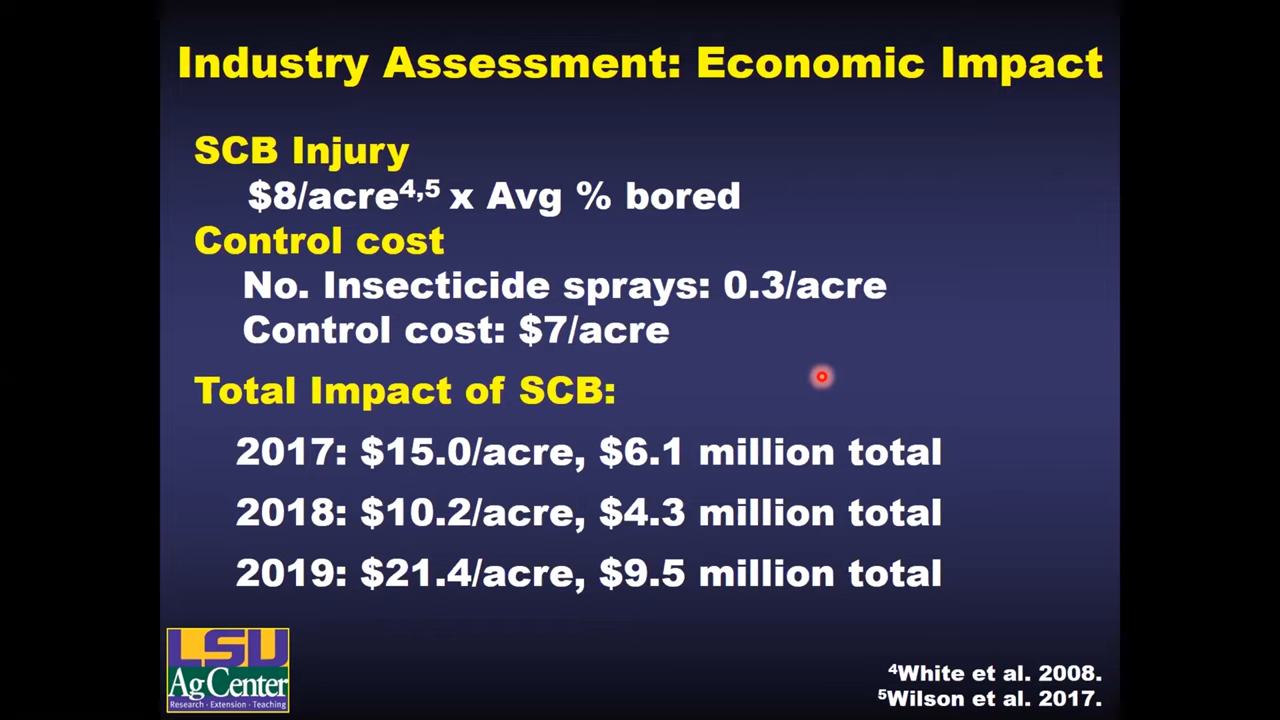 Industry Assessment: Economic Impact
SCB Injury
$8/acre⁴,⁵ x Avg % bored
Control cost
No. Insecticide sprays: 0.3/acre
Control cost: $7/acre
Total Impact of SCB:
2017: $15.0/acre, $6.1 million total
2018: $10.2/acre, $4.3 million total
2019: $21.4/acre, $9.5 million total
LSU
AgCenter
Research · Extension · Teaching
⁴White et al. 2008.
⁵Wilson et al. 2017.